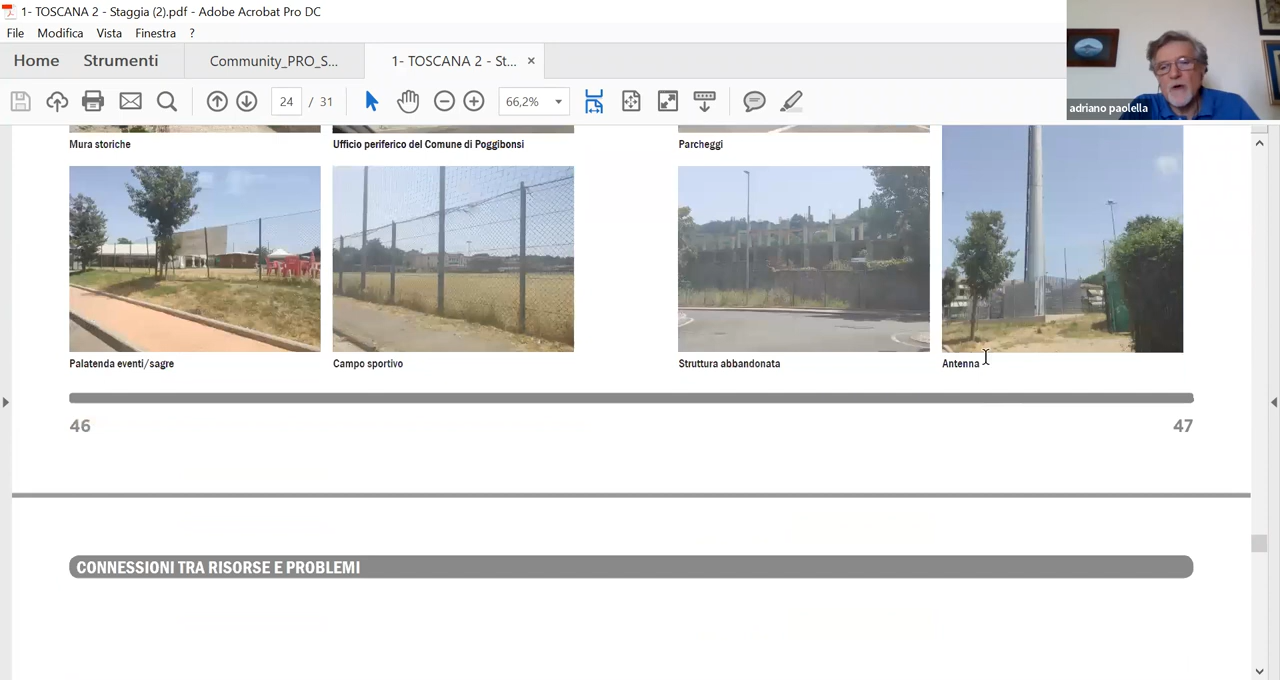 1- TOSCANA 2 - Staggia (2).pdf - Adobe Acrobat Pro DC
File Modifica Vista Finestra ?
Home Strumenti Community_PRO_S... 1- TOSCANA 2 - St... ×
24 / 31 66,2%
adriano paolella
Mura storiche Ufficio periferico del Comune di Poggibonsi Parcheggi
Palatenda eventi/sagre Campo sportivo Struttura abbandonata Antenna
46 47
CONNESSIONI TRA RISORSE E PROBLEMI